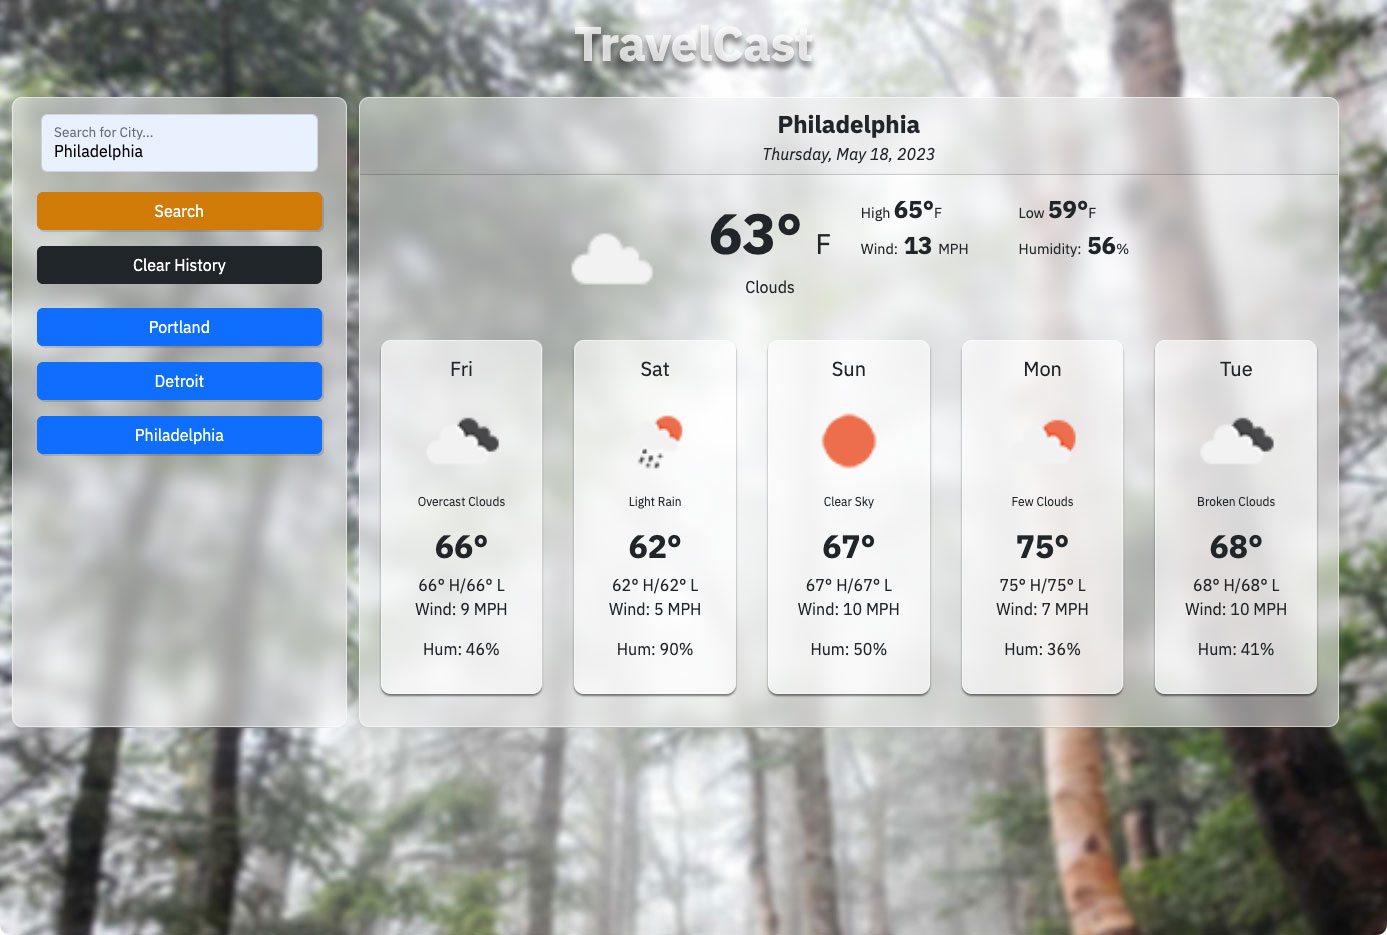 TravelCast
Search for City...
Philadelphia
Search
Clear History
Portland
Detroit
Philadelphia
Philadelphia
Thursday, May 18, 2023
63° F
Clouds
High 65°F
Low 59°F
Wind: 13 MPH
Humidity: 56%
Fri
Overcast Clouds
66°
66° H/66° L
Wind: 9 MPH
Hum: 46%
Sat
Light Rain
62°
62° H/62° L
Wind: 5 MPH
Hum: 90%
Sun
Clear Sky
67°
67° H/67° L
Wind: 10 MPH
Hum: 50%
Mon
Few Clouds
75°
75° H/75° L
Wind: 7 MPH
Hum: 36%
Tue
Broken Clouds
68°
68° H/68° L
Wind: 10 MPH
Hum: 41%